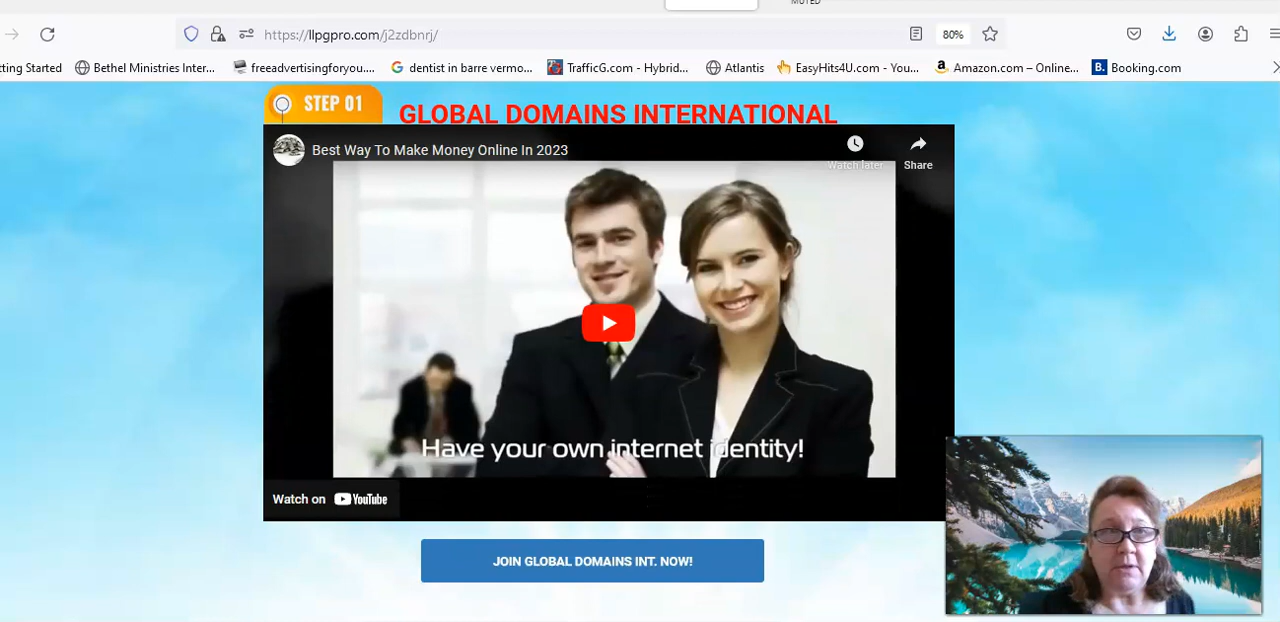 MUTED
https://llpgpro.com/j2zdbnrj/
80%
tting Started
Bethel Ministries Inter...
freeadvertisingforyou....
dentist in barre vermo...
TrafficG.com - Hybrid...
Atlantis
EasyHits4U.com - You...
Amazon.com – Online...
B.
Booking.com
STEP 01
GLOBAL DOMAINS INTERNATIONAL
Best Way To Make Money Online In 2023
Watch later
Share
Have your own internet identity!
Watch on YouTube
JOIN GLOBAL DOMAINS INT. NOW!